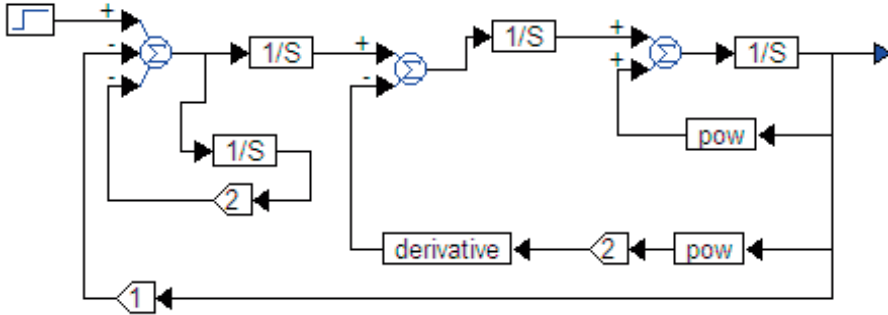 +
-
-
Σ
1/S
+
-
Σ
1/S
+
+
Σ
1/S
pow
1/S
2
derivative
2
pow
1